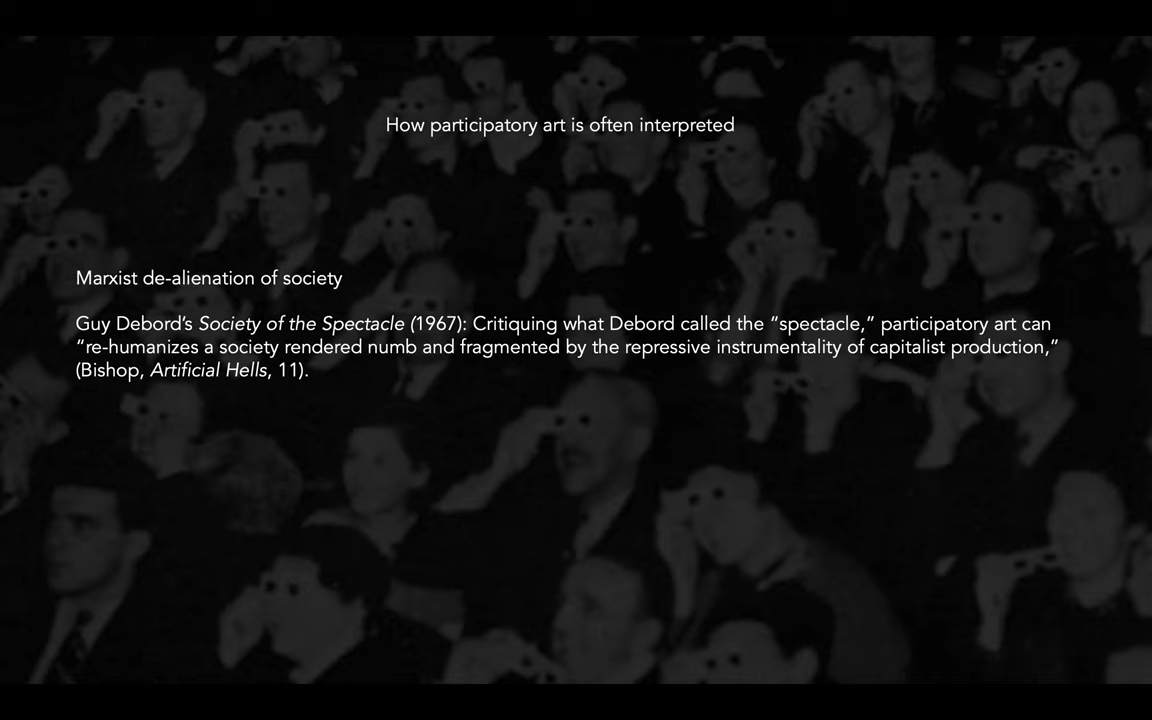 How participatory art is often interpreted
Marxist de-alienation of society
Guy Debord’s Society of the Spectacle (1967): Critiquing what Debord called the “spectacle,” participatory art can
“re-humanizes a society rendered numb and fragmented by the repressive instrumentality of capitalist production,”
(Bishop, Artificial Hells, 11).